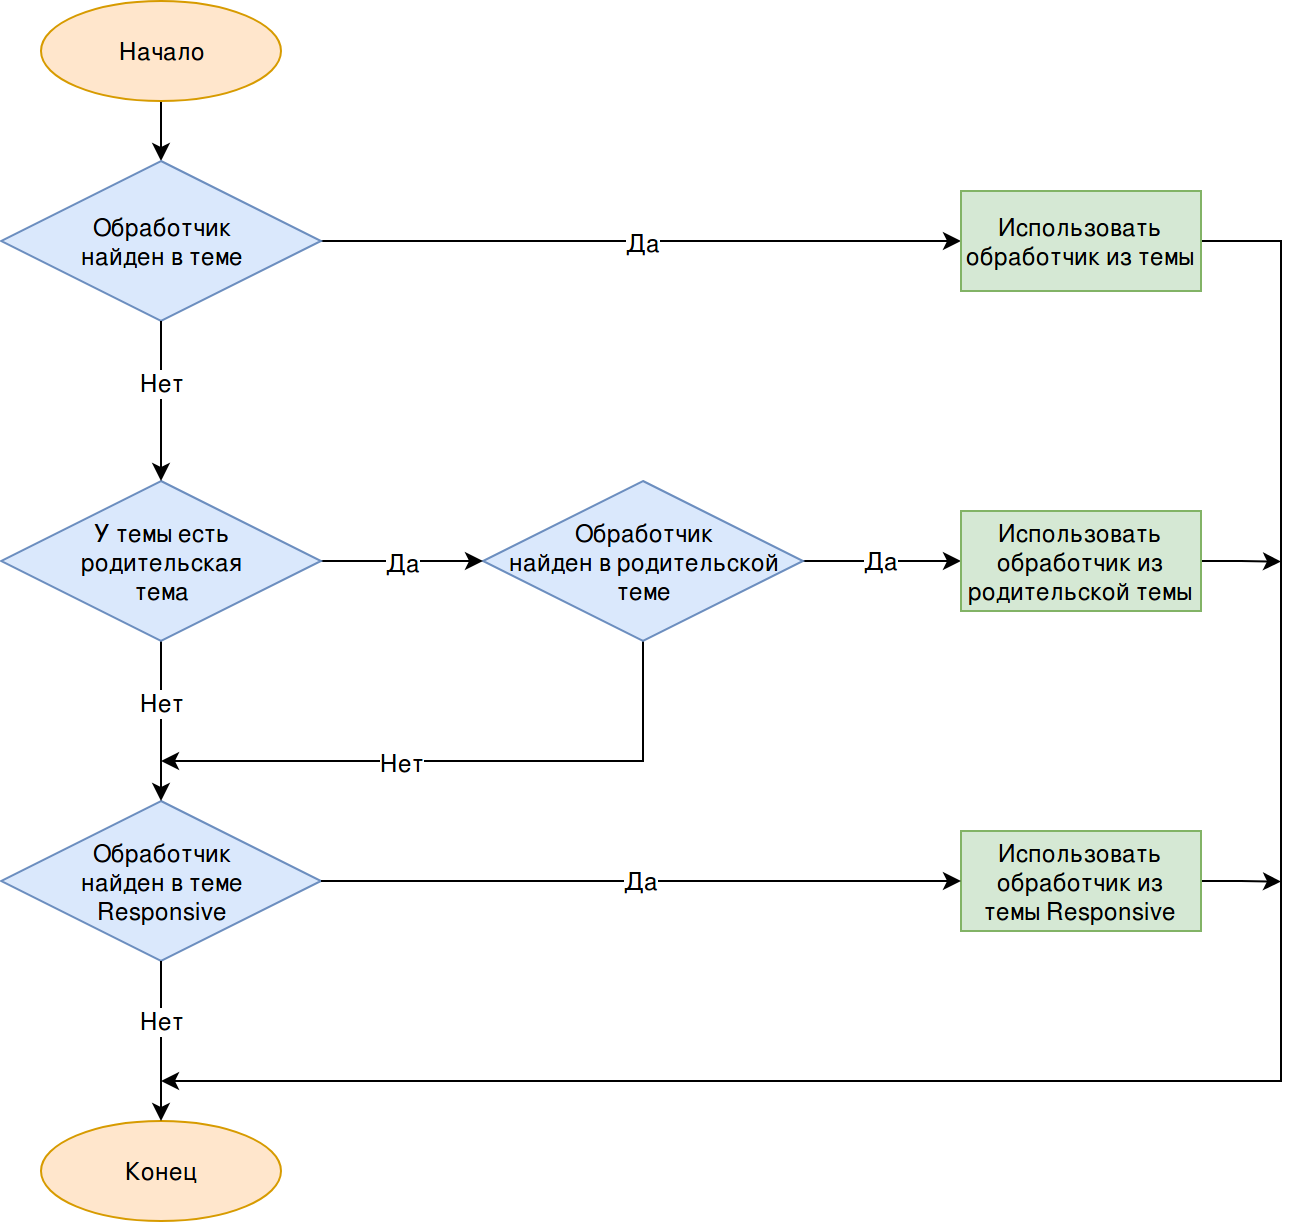 Начало
Обработчик
найден в теме
Да
Использовать
обработчик из темы
Нет
У темы есть
родительская
тема
Да
Обработчик
найден в родительской
теме
Да
Использовать
обработчик из
родительской темы
Нет
Нет
Обработчик
найден в теме
Responsive
Да
Использовать
обработчик из
темы Responsive
Нет
Конец